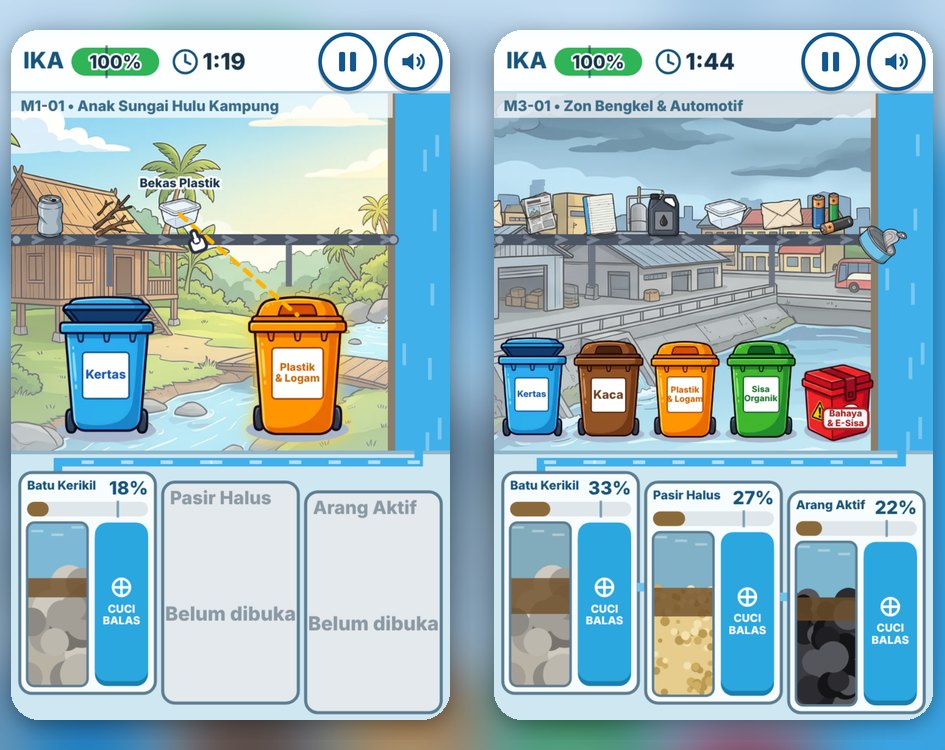 IKA 100% 1:19
M1-01 • Anak Sungai Hulu Kampung
Bekas Plastik
Kertas
Plastik
& Logam
Batu Kerikil 18%
CUCI
BALAS
Pasir Halus
Belum dibuka
Arang Aktif
Belum dibuka
IKA 100% 1:44
M3-01 • Zon Bengkel & Automotif
Kertas
Kaca
Plastik
& Logam
Sisa
Organik
Bahaya
& E-Sisa
Batu Kerikil 33%
CUCI
BALAS
Pasir Halus 27%
CUCI
BALAS
Arang Aktif 22%
CUCI
BALAS